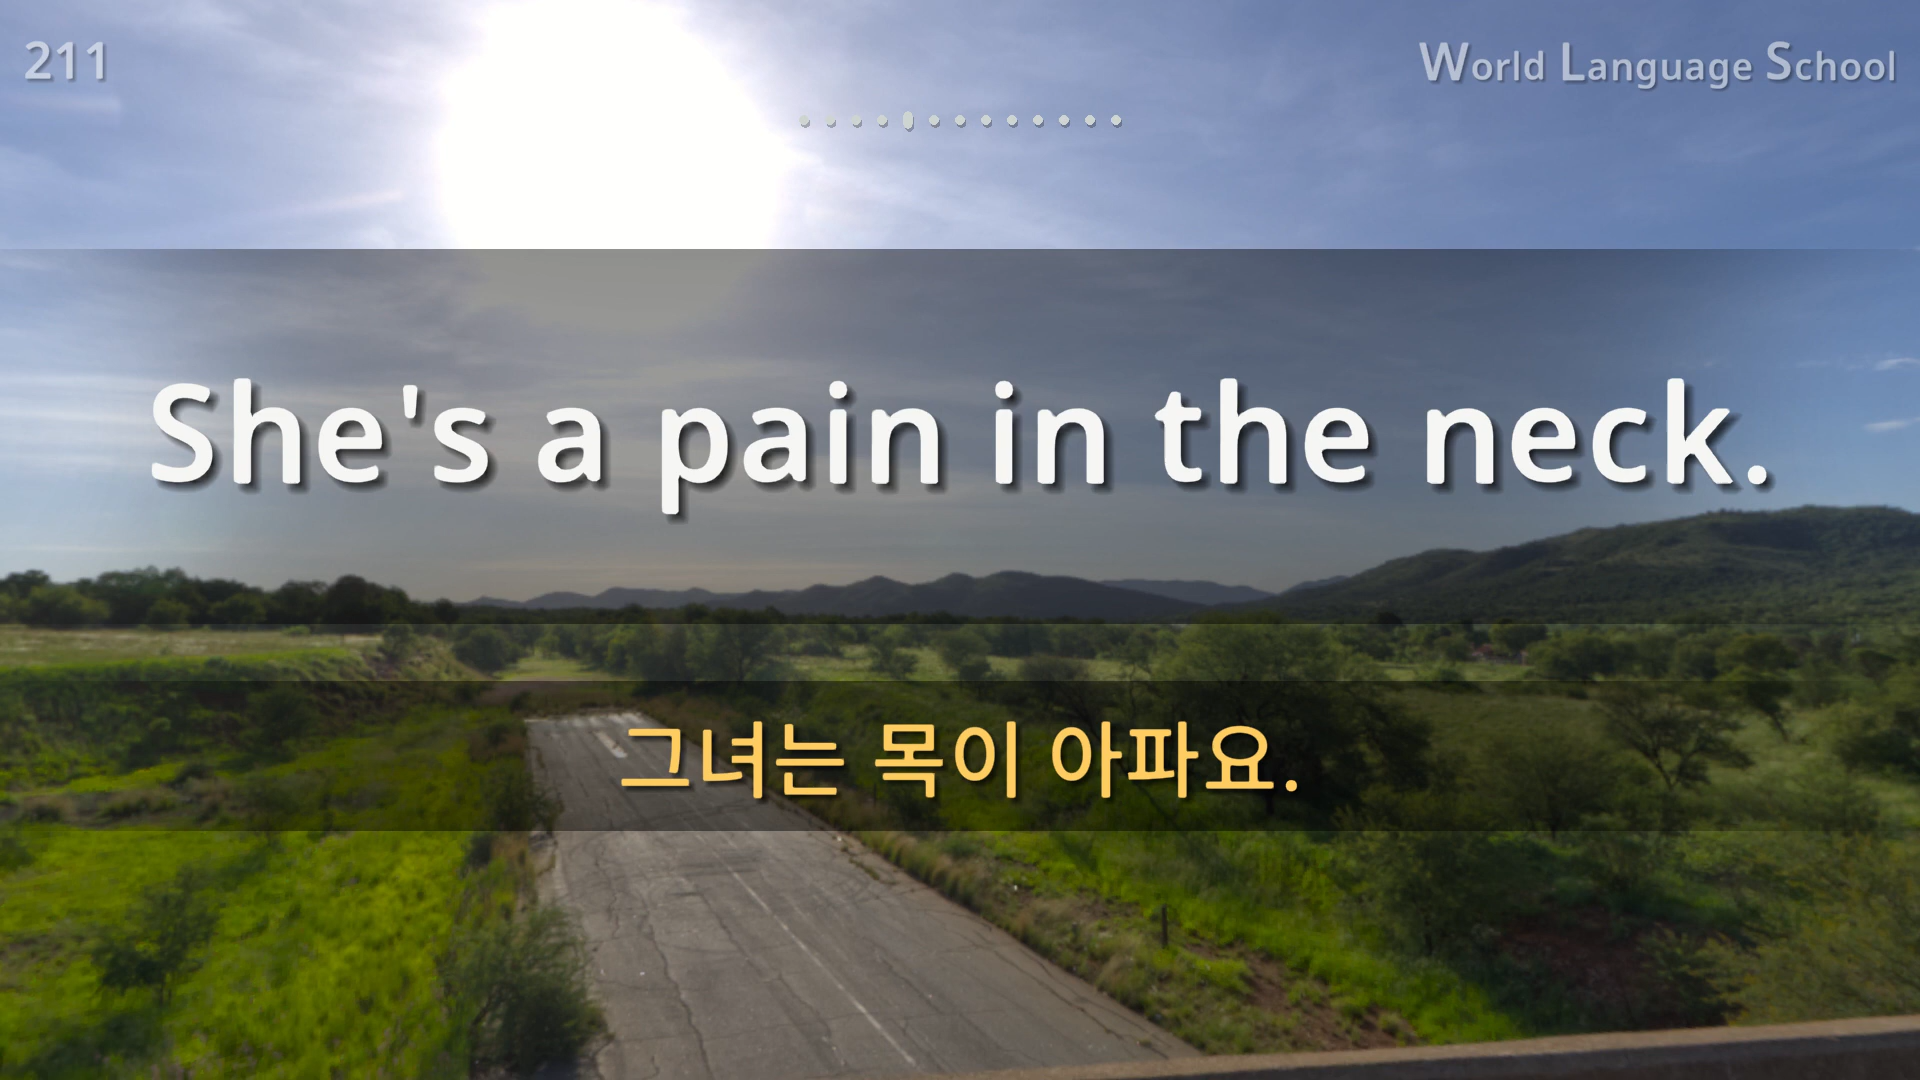 211
World Language School
She's a pain in the neck.
그녀는 목이 아파요.